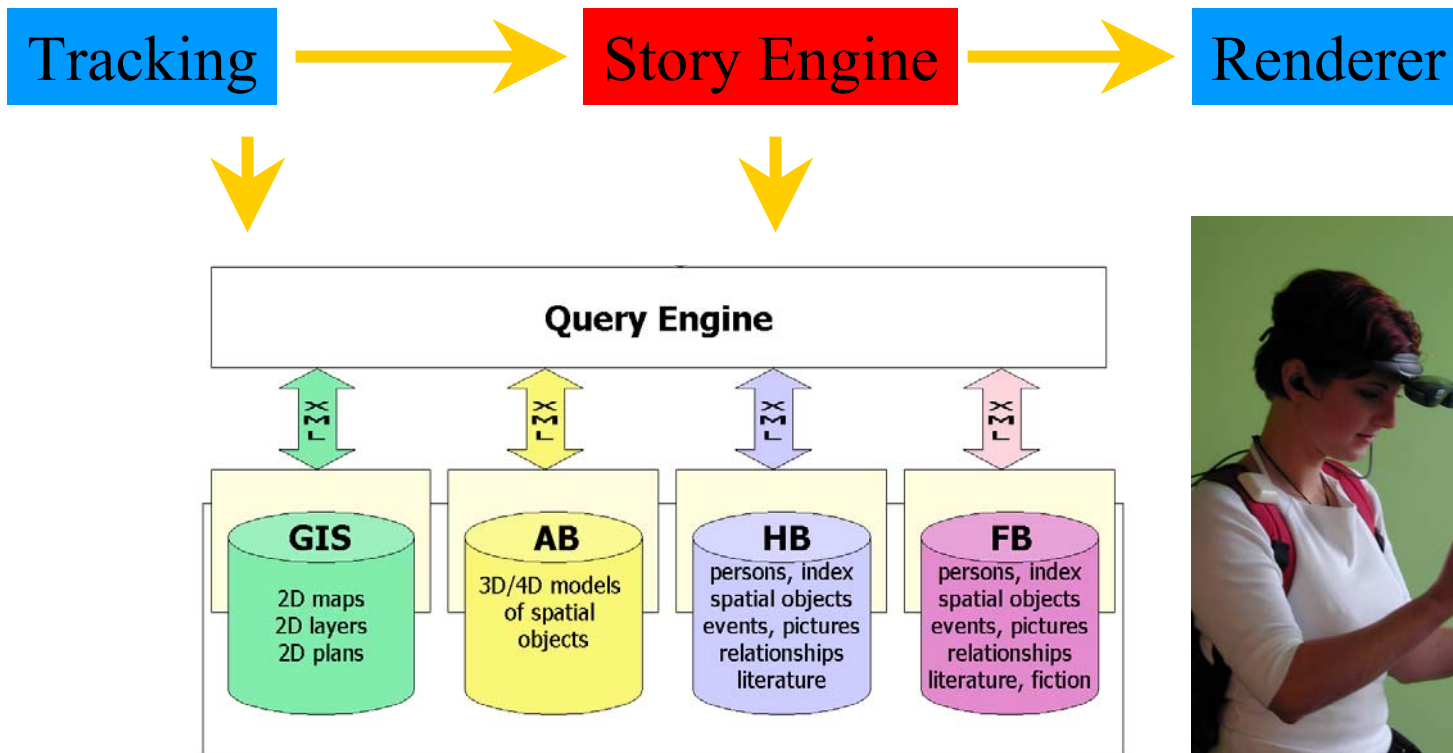 Tracking
Story Engine
Renderer
Query Engine
XML
XML
XML
XML
GIS
2D maps
2D layers
2D plans
AB
3D/4D models
of spatial
objects
HB
persons, index
spatial objects
events, pictures
relationships
literature
FB
persons, index
spatial objects
events, pictures
relationships
literature, fiction